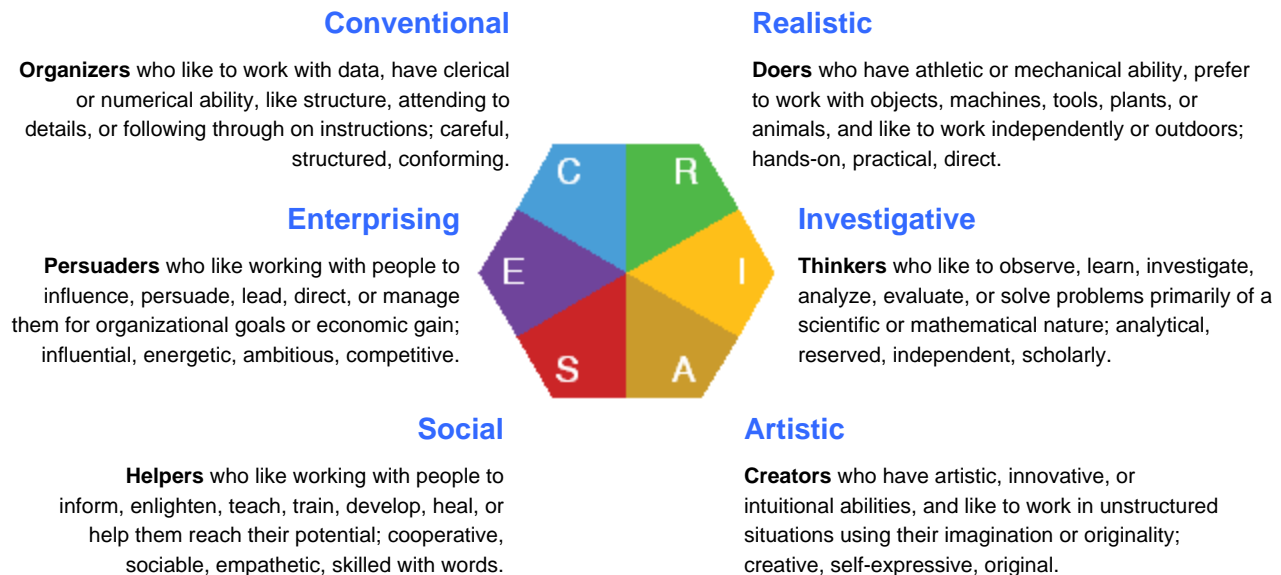 Conventional
Organizers who like to work with data, have clerical
or numerical ability, like structure, attending to
details, or following through on instructions; careful,
structured, conforming.
Realistic
Doers who have athletic or mechanical ability, prefer
to work with objects, machines, tools, plants, or
animals, and like to work independently or outdoors;
hands-on, practical, direct.
C
R
Enterprising
Persuaders who like working with people to
influence, persuade, lead, direct, or manage
them for organizational goals or economic gain;
influential, energetic, ambitious, competitive.
E
I
Investigative
Thinkers who like to observe, learn, investigate,
analyze, evaluate, or solve problems primarily of a
scientific or mathematical nature; analytical,
reserved, independent, scholarly.
S
A
Social
Helpers who like working with people to
inform, enlighten, teach, train, develop, heal, or
help them reach their potential; cooperative,
sociable, empathetic, skilled with words.
Artistic
Creators who have artistic, innovative, or
intuitional abilities, and like to work in unstructured
situations using their imagination or originality;
creative, self-expressive, original.